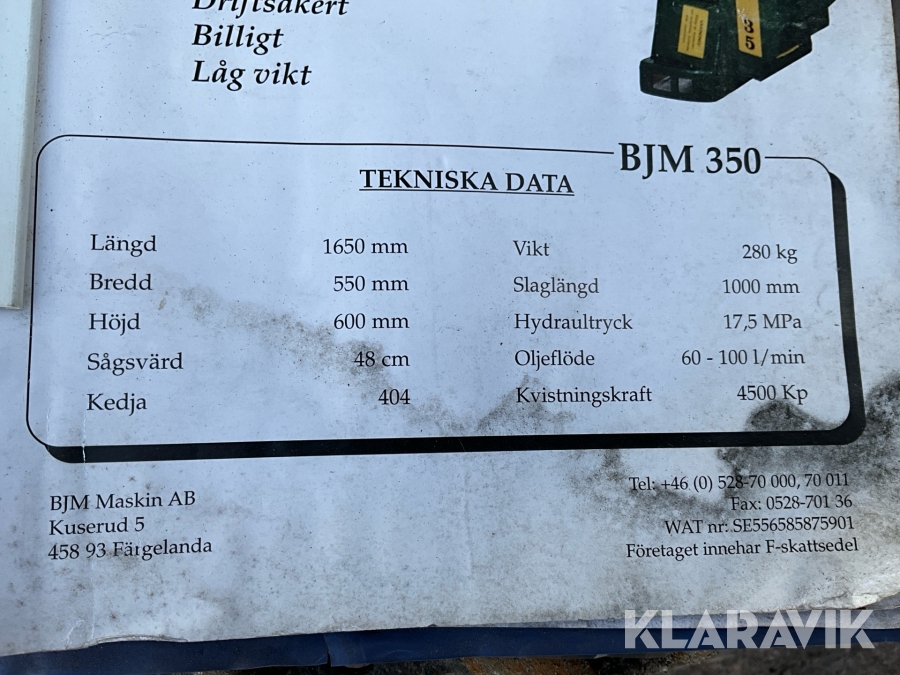 Driftsäkert
Billigt
Låg vikt
BJM 350
TEKNISKA DATA
Längd 1650 mm
Bredd 550 mm
Höjd 600 mm
Sågsvärd 48 cm
Kedja 404
Vikt 280 kg
Slaglängd 1000 mm
Hydraultryck 17,5 MPa
Oljeflöde 60 - 100 l/min
Kvistningskraft 4500 Kp
BJM Maskin AB
Kuserud 5
458 93 Färgelanda
Tel: +46 (0) 528-70 000, 70 011
Fax: 0528-701 36
WAT nr: SE556585875901
Företaget innehar F-skattsedel
KLARAVIK